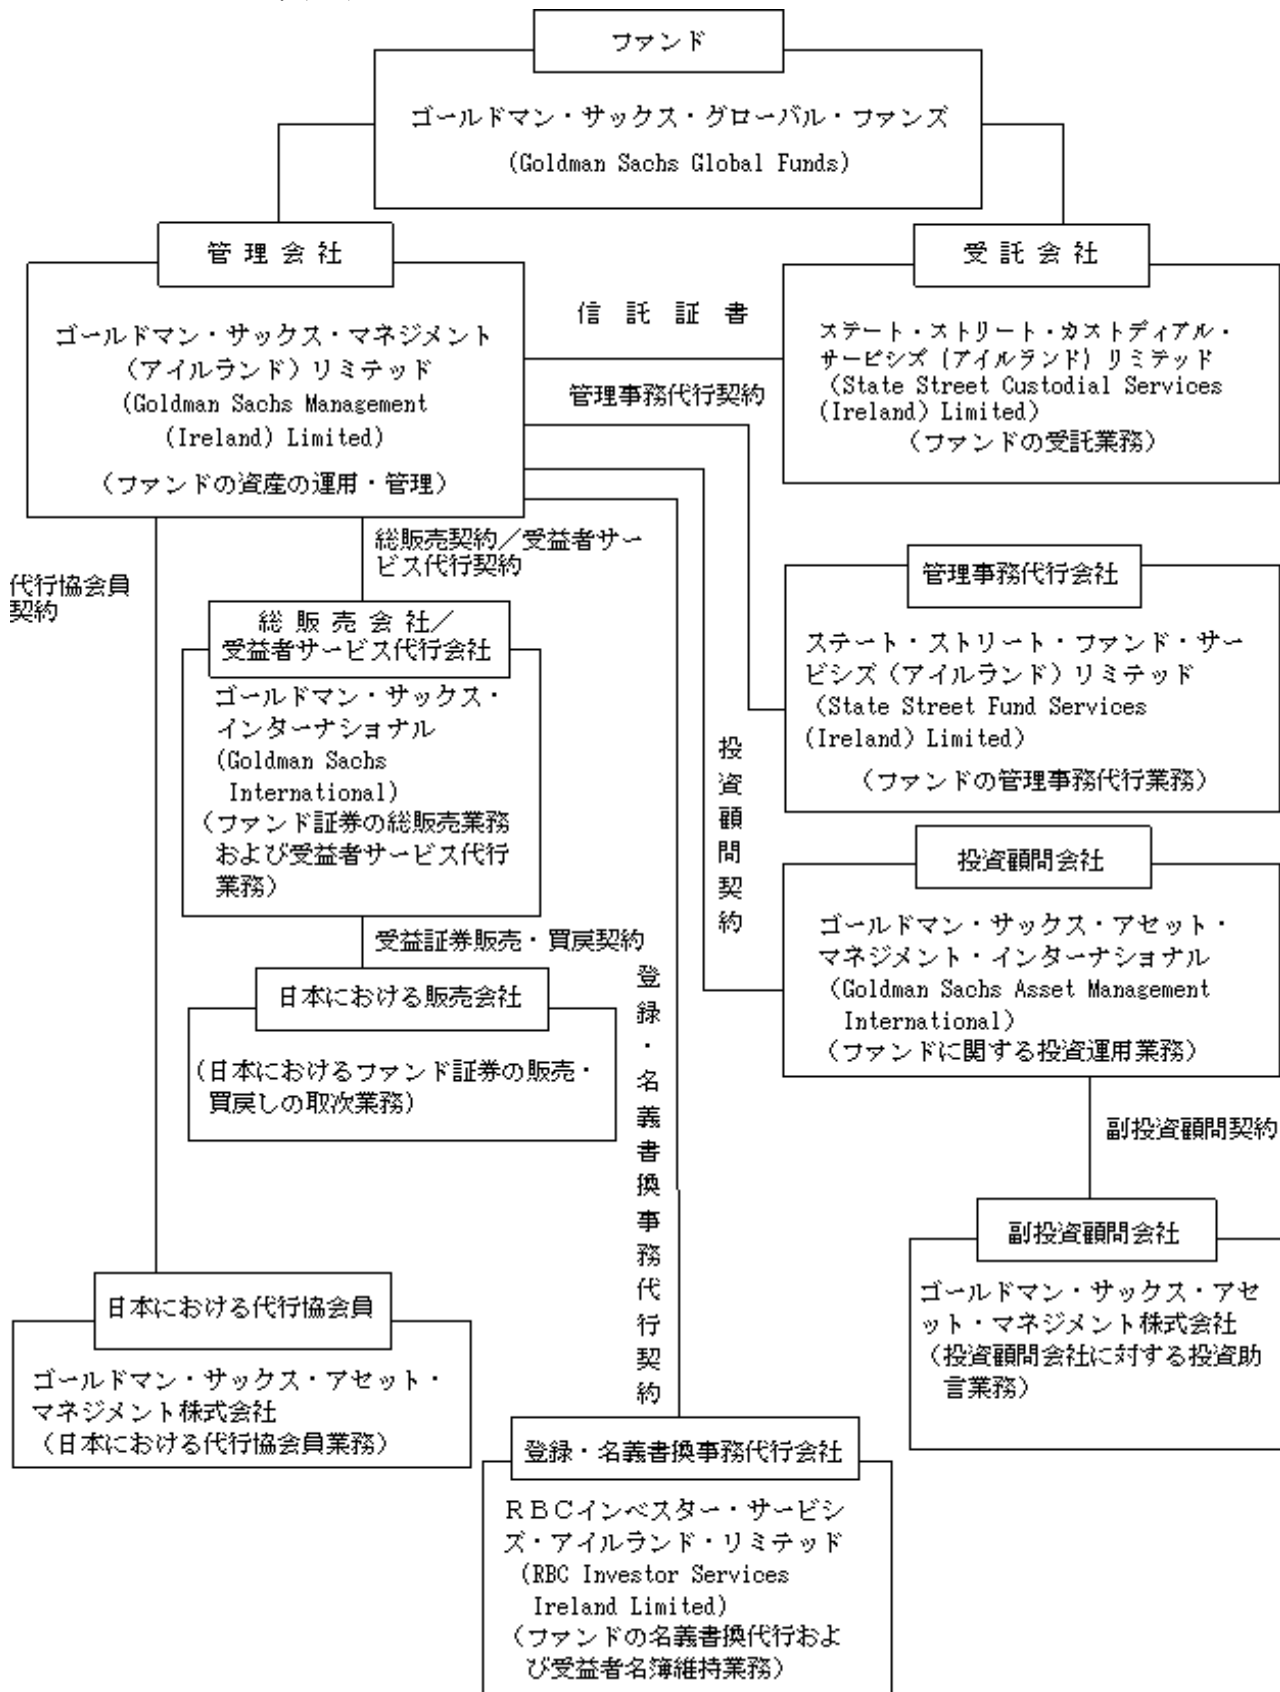 ファンド
ゴールドマン・サックス・グローバル・ファンズ
(Goldman Sachs Global Funds)
管理会社
ゴールドマン・サックス・マネジメント
(アイルランド)リミテッド
(Goldman Sachs Management
(Ireland) Limited)
(ファンドの資産の運用・管理)
信託証書
管理事務代行契約
受託会社
ステート・ストリート・カストディアル・
サービシズ(アイルランド)リミテッド
(State Street Custodial Services
(Ireland) Limited)
(ファンドの受託業務)
代行協会員
契約
総販売契約/受益者サー
ビス代行契約
総販売会社/
受益者サービス代行会社
ゴールドマン・サックス・
インターナショナル
(Goldman Sachs
International)
(ファンド証券の総販売業務
および受益者サービス代行
業務)
管理事務代行会社
ステート・ストリート・ファンド・サー
ビシズ(アイルランド)リミテッド
(State Street Fund Services
(Ireland) Limited)
(ファンドの管理事務代行業務)
投資顧問契約
投資顧問会社
ゴールドマン・サックス・アセット・
マネジメント・インターナショナル
(Goldman Sachs Asset Management
International)
(ファンドに関する投資運用業務)
受益証券販売・買戻契約
日本における販売会社
(日本におけるファンド証券の販売・
買戻しの取次業務)
登録・名義書換事務代行契約
副投資顧問契約
副投資顧問会社
ゴールドマン・サックス・アセ
ット・マネジメント株式会社
(投資顧問会社に対する投資助
言業務)
日本における代行協会員
ゴールドマン・サックス・アセット・
マネジメント株式会社
(日本における代行協会員業務)
登録・名義書換事務代行会社
RBCインベスター・サービシ
ズ・アイルランド・リミテッド
(RBC Investor Services
Ireland Limited)
(ファンドの名義書換代行およ
び受益者名簿維持業務)